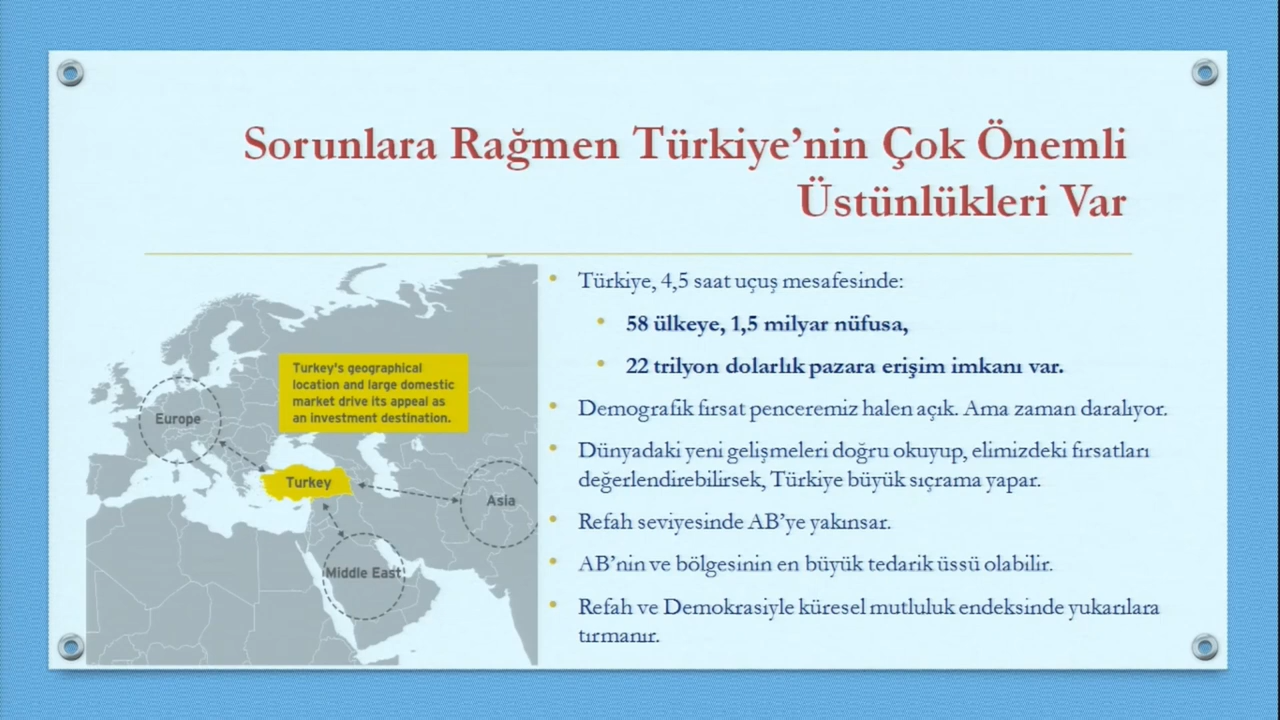 Sorunlara Rağmen Türkiye’nin Çok Önemli
Üstünlükleri Var
Turkey's geographical
location and large domestic
market drive its appeal as
an investment destination.
Europe
Turkey
Asia
Middle East
• Türkiye, 4,5 saat uçuş mesafesinde:
• 58 ülkeye, 1,5 milyar nüfusa,
• 22 trilyon dolarlık pazara erişim imkanı var.
• Demografik fırsat penceremiz halen açık. Ama zaman daralıyor.
• Dünyadaki yeni gelişmeleri doğru okuyup, elimizdeki fırsatları
değerlendirebilirsek, Türkiye büyük sıçrama yapar.
• Refah seviyesinde AB’ye yakınsar.
• AB’nin ve bölgesinin en büyük tedarik üssü olabilir.
• Refah ve Demokrasiyle küresel mutluluk endeksinde yukarılara
tırmanır.